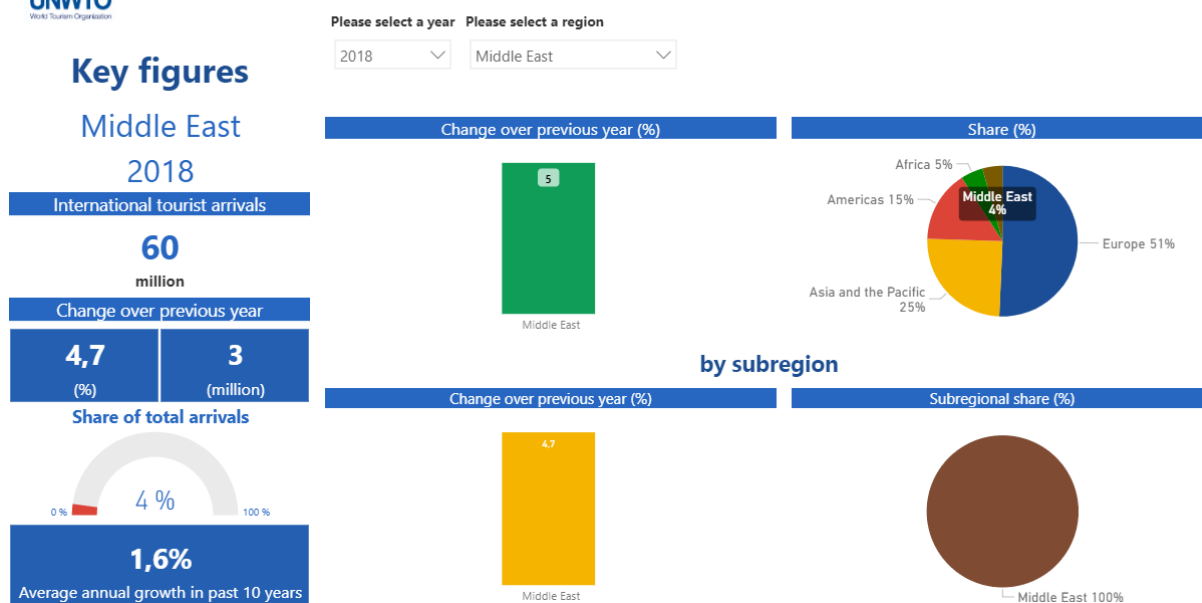 UNWTO
World Tourism Organization
Please select a year
Please select a region
2018
Middle East
Key figures
Middle East
2018
International tourist arrivals
60
million
Change over previous year
4,7
(%)
3
(million)
Share of total arrivals
4 %
0 %
100 %
1,6%
Average annual growth in past 10 years
Change over previous year (%)
5
Middle East
Share (%)
Africa 5%
Middle East
4%
Americas 15%
Europe 51%
Asia and the Pacific
25%
by subregion
Change over previous year (%)
4,7
Middle East
Subregional share (%)
Middle East 100%